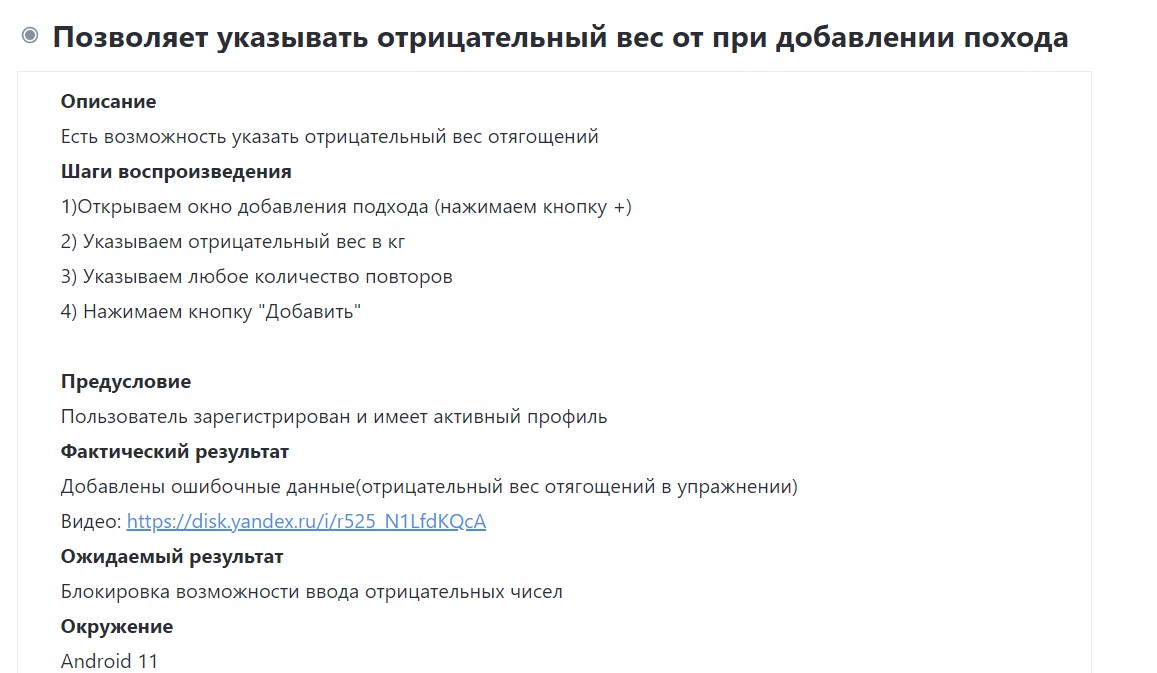 Позволяет указывать отрицательный вес от при добавлении похода
Описание
Есть возможность указать отрицательный вес отягощений
Шаги воспроизведения
1)Открываем окно добавления подхода (нажимаем кнопку +)
2) Указываем отрицательный вес в кг
3) Указываем любое количество повторов
4) Нажимаем кнопку "Добавить"
Предусловие
Пользователь зарегистрирован и имеет активный профиль
Фактический результат
Добавлены ошибочные данные(отрицательный вес отягощений в упражнении)
Видео: https://disk.yandex.ru/i/r525_N1LfdKQcA
Ожидаемый результат
Блокировка возможности ввода отрицательных чисел
Окружение
Android 11